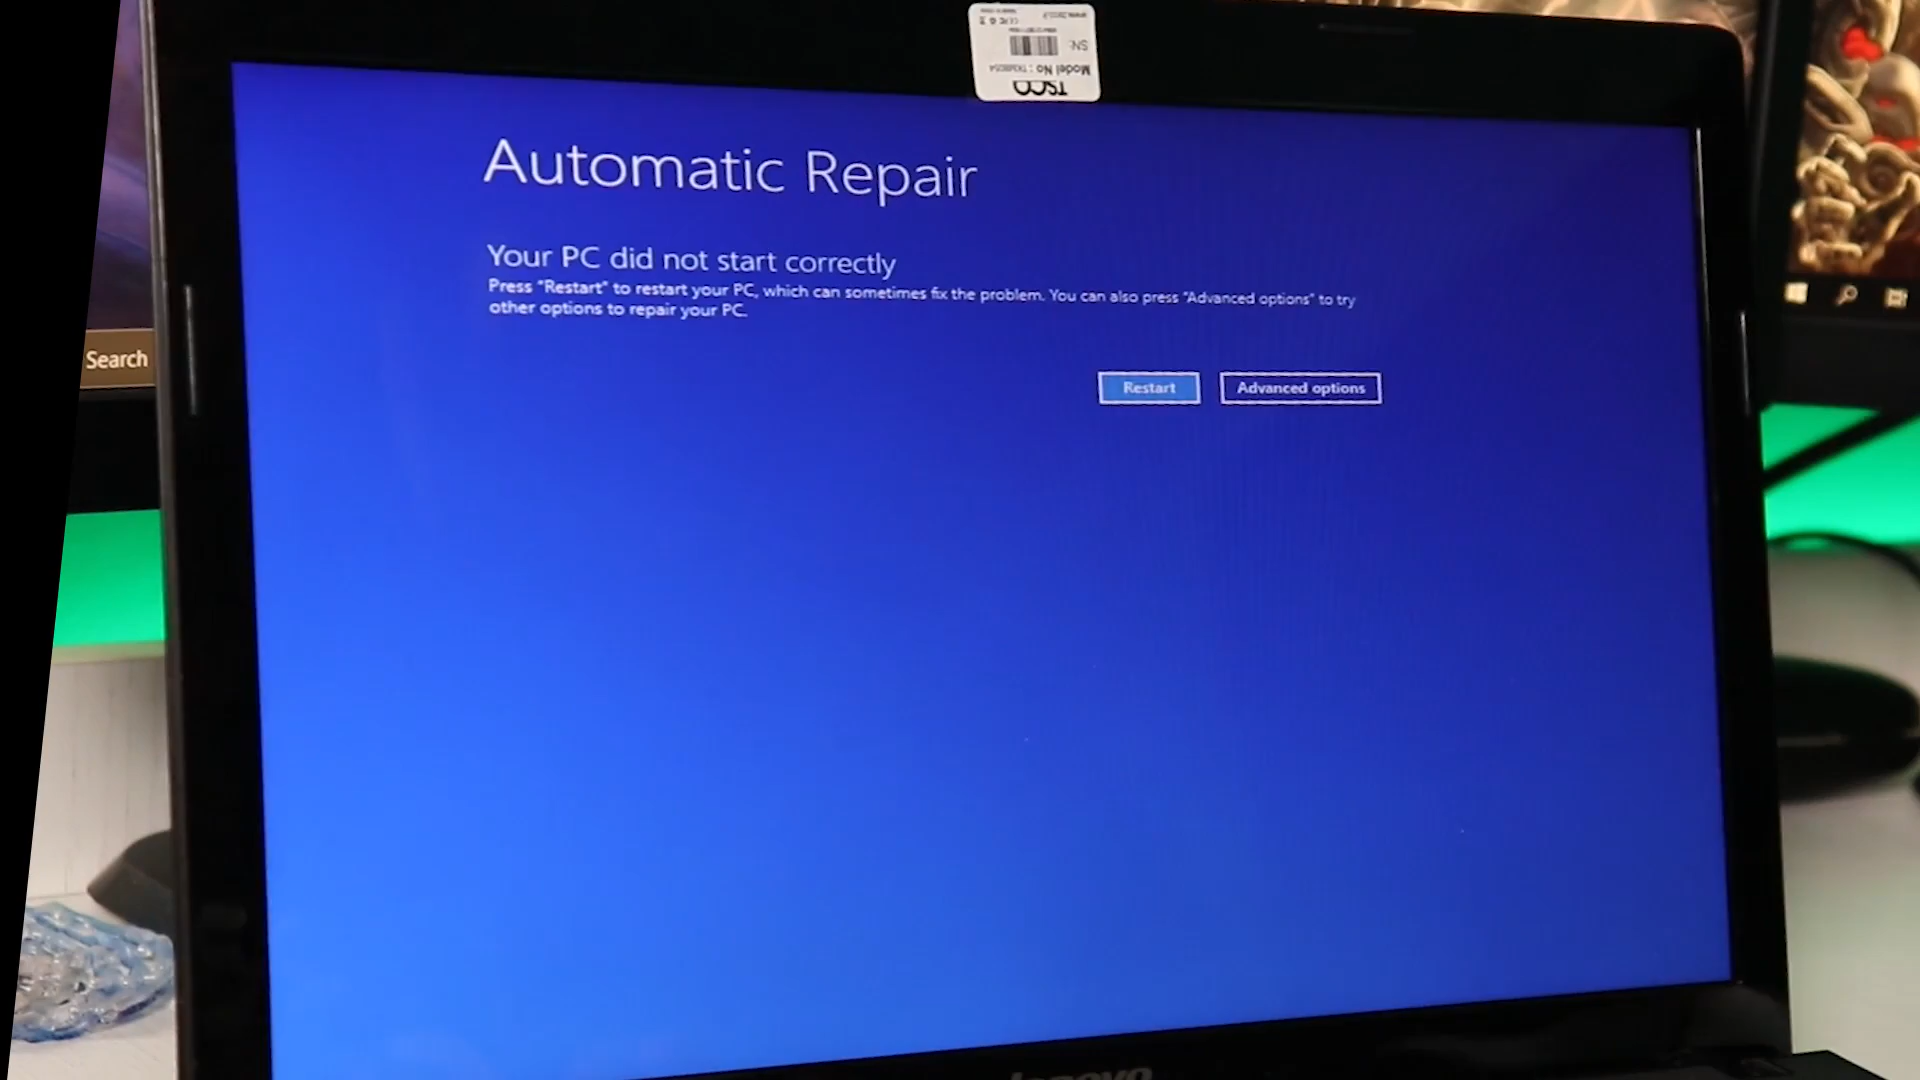 Automatic Repair
Your PC did not start correctly
Press "Restart" to restart your PC, which can sometimes fix the problem. You can also press "Advanced options" to try
other options to repair your PC.
Restart
Advanced options
Search
TSCO
Model No :
SN:
lenovo